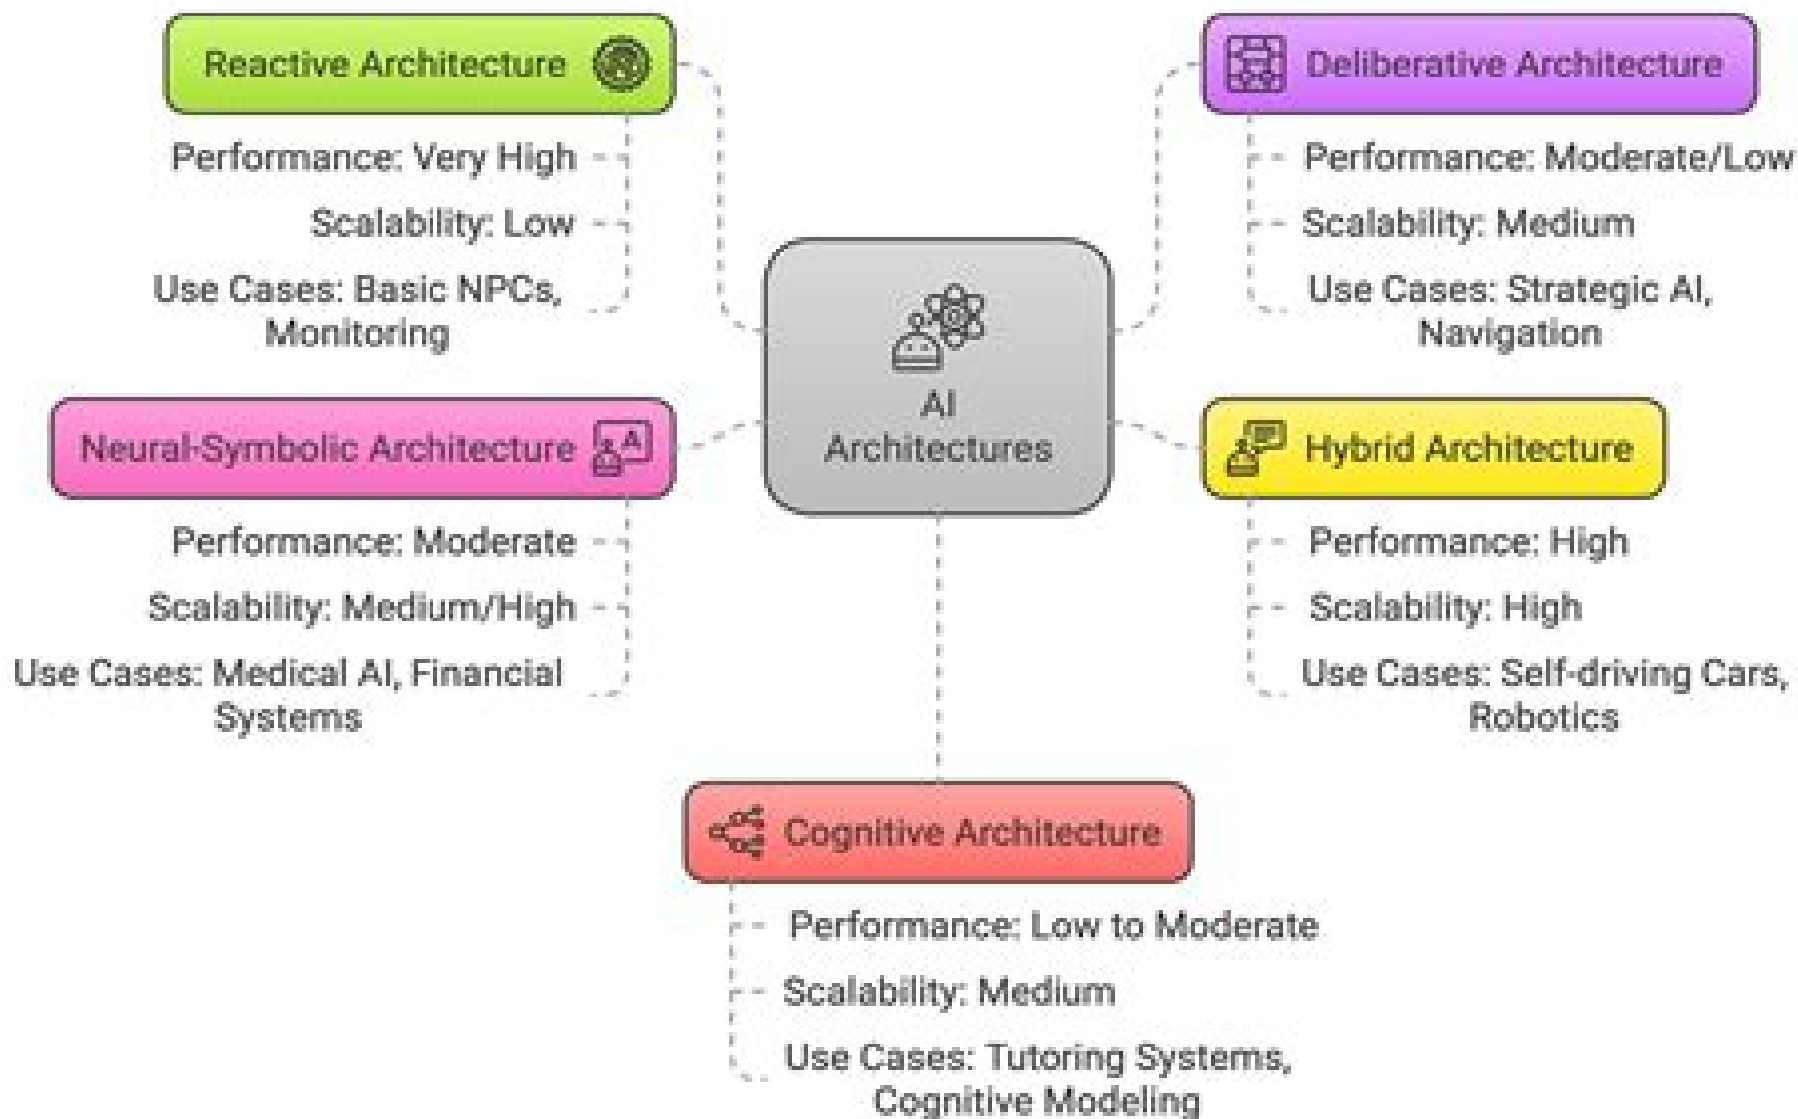 Reactive Architecture
Performance: Very High
Scalability: Low
Use Cases: Basic NPCs,
Monitoring
Deliberative Architecture
Performance: Moderate/Low
Scalability: Medium
Use Cases: Strategic AI,
Navigation
AI
Architectures
Neural-Symbolic Architecture
AI
Performance: Moderate
Scalability: Medium/High
Use Cases: Medical AI, Financial
Systems
Hybrid Architecture
Performance: High
Scalability: High
Use Cases: Self-driving Cars,
Robotics
Cognitive Architecture
Performance: Low to Moderate
Scalability: Medium
Use Cases: Tutoring Systems,
Cognitive Modeling